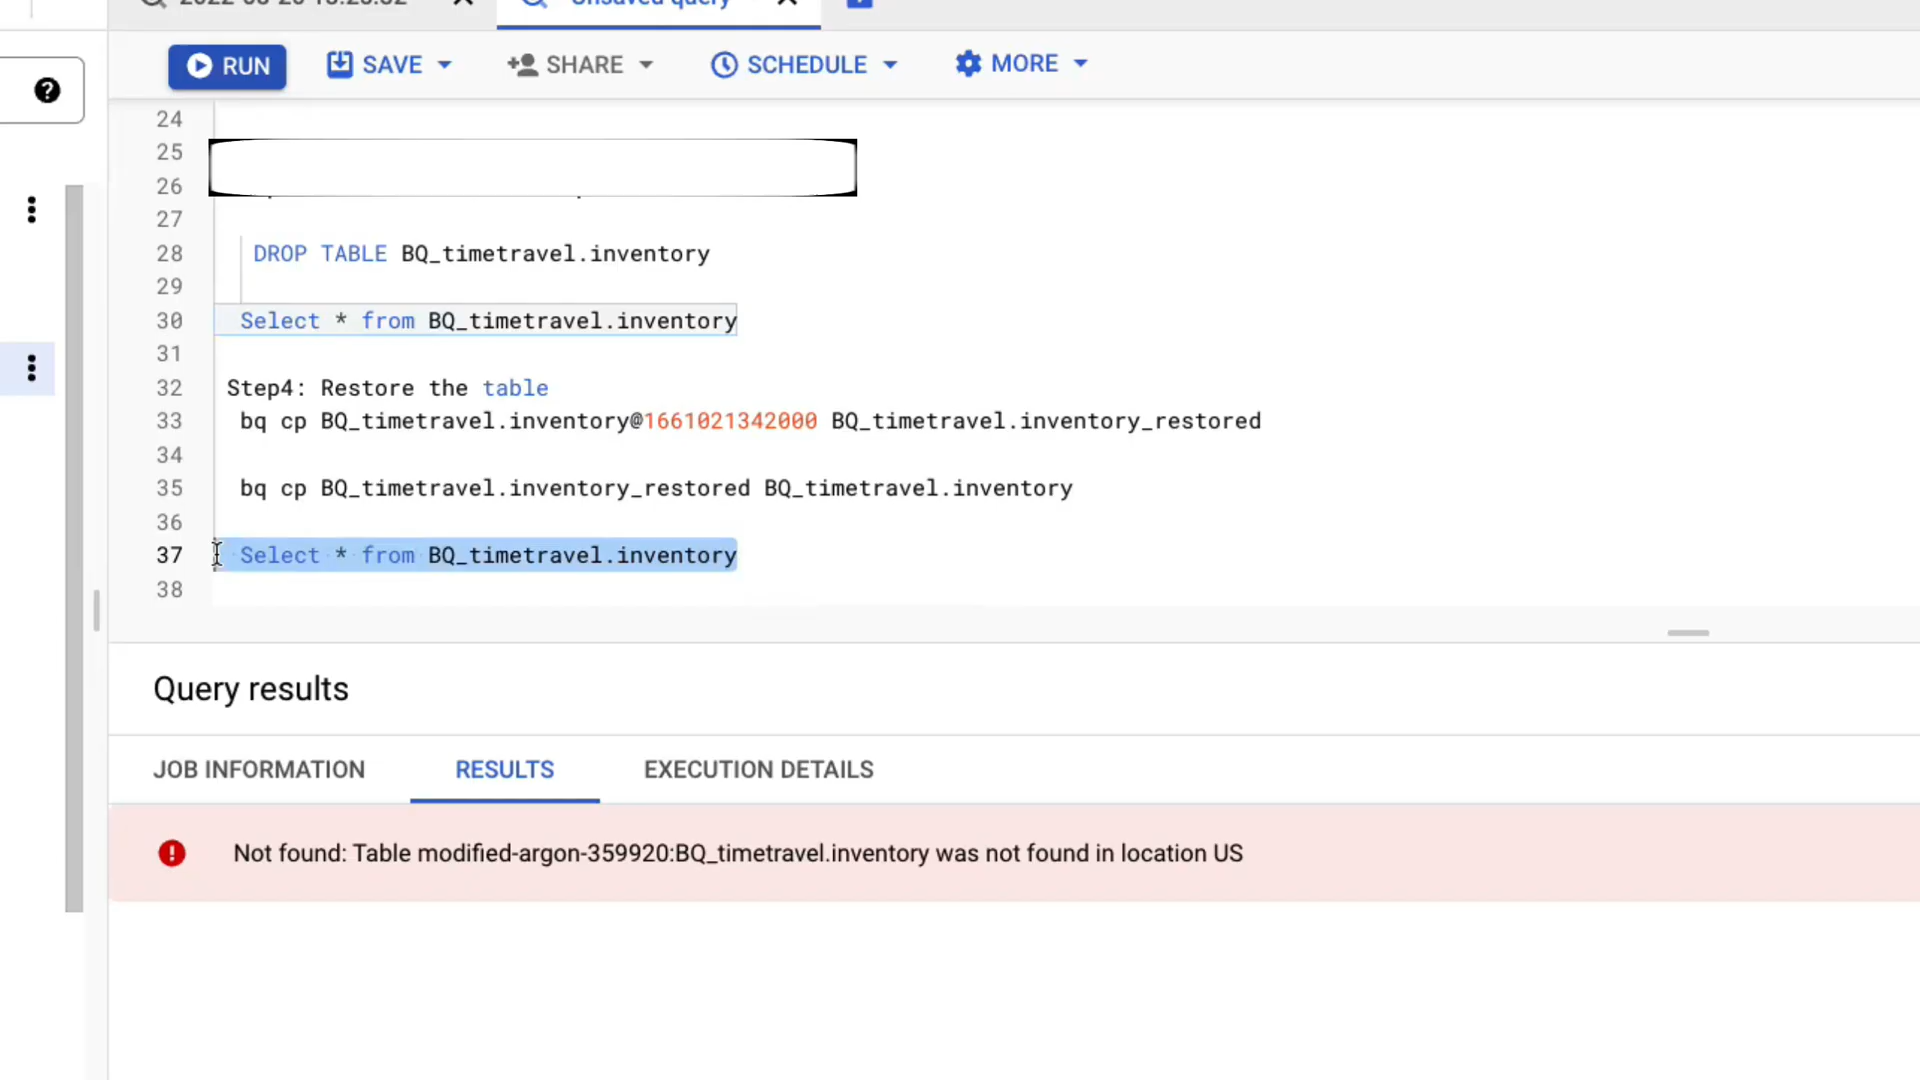 Unsaved query
RUN SAVE SHARE SCHEDULE MORE
24
25
26
27
28 DROP TABLE BQ_timetravel.inventory
29
30 Select * from BQ_timetravel.inventory
31
32 Step4: Restore the table
33 bq cp BQ_timetravel.inventory@1661021342000 BQ_timetravel.inventory_restored
34
35 bq cp BQ_timetravel.inventory_restored BQ_timetravel.inventory
36
37 Select * from BQ_timetravel.inventory
38
Query results
JOB INFORMATION RESULTS EXECUTION DETAILS
Not found: Table modified-argon-359920:BQ_timetravel.inventory was not found in location US